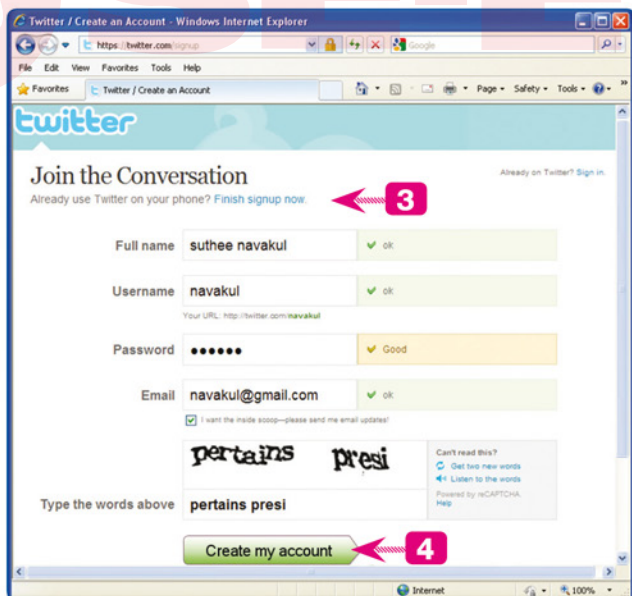 Twitter / Create an Account - Windows Internet Explorer
https://twitter.com/signup
Google
File Edit View Favorites Tools Help
Favorites Twitter / Create an Account Page Safety Tools
twitter
Join the Conversation
Already on Twitter? Sign in.
Already use Twitter on your phone? Finish signup now.
3
Full name suthee navakul ok
Username navakul ok
Your URL: http://twitter.com/navakul
Password •••••• Good
Email navakul@gmail.com ok
I want the inside scoop—please send me email updates!
pertains presi
Can't read this?
Get two new words
Listen to the words
Powered by reCAPTCHA.
Help
Type the words above pertains presi
Create my account 4
Internet 100%